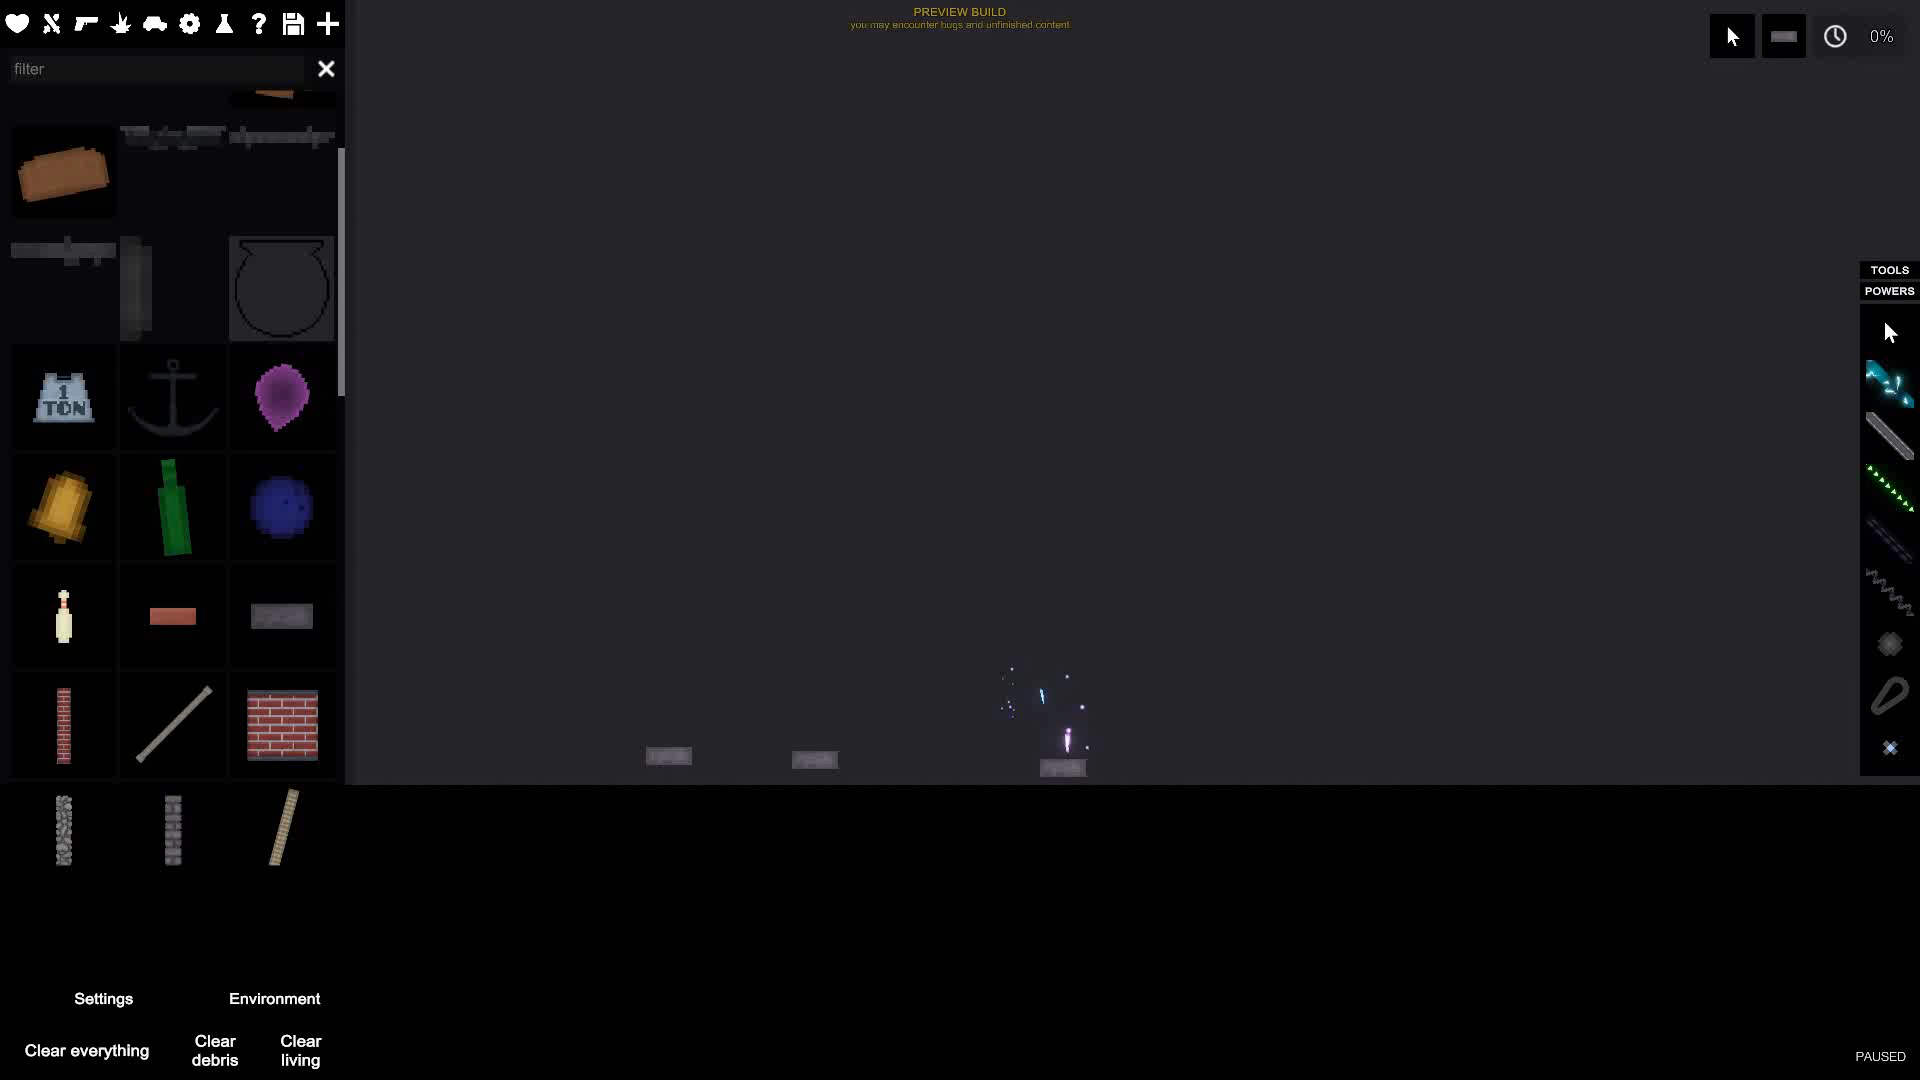 PREVIEW BUILD
you may encounter bugs and unfinished content
0%
filter
TOOLS
POWERS
1
TON
Settings
Environment
Clear everything
Clear
debris
Clear
living
PAUSED